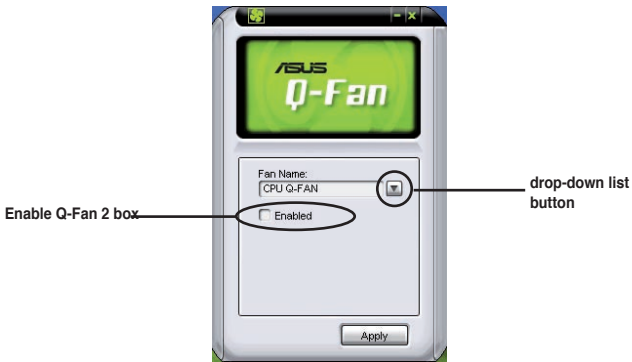 ASUS
Q-Fan
Fan Name:
CPU Q-FAN
drop-down list
button
Enable Q-Fan 2 box
Enabled
Apply